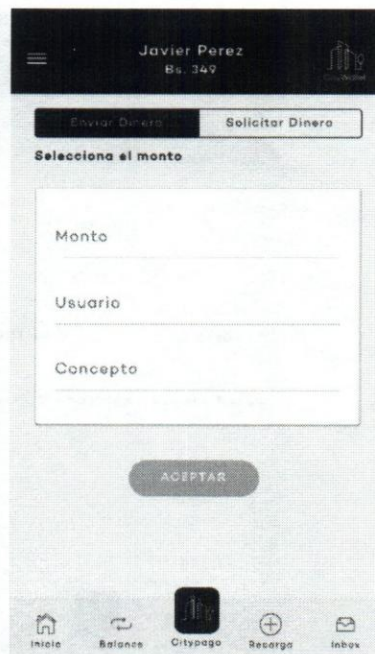 Javier Perez
Bs. 349
Enviar Dinero
Solicitar Dinero
Selecciona el monto
Monto
Usuario
Concepto
ACEPTAR
Inicio
Balance
Citypago
Recarga
Inbox